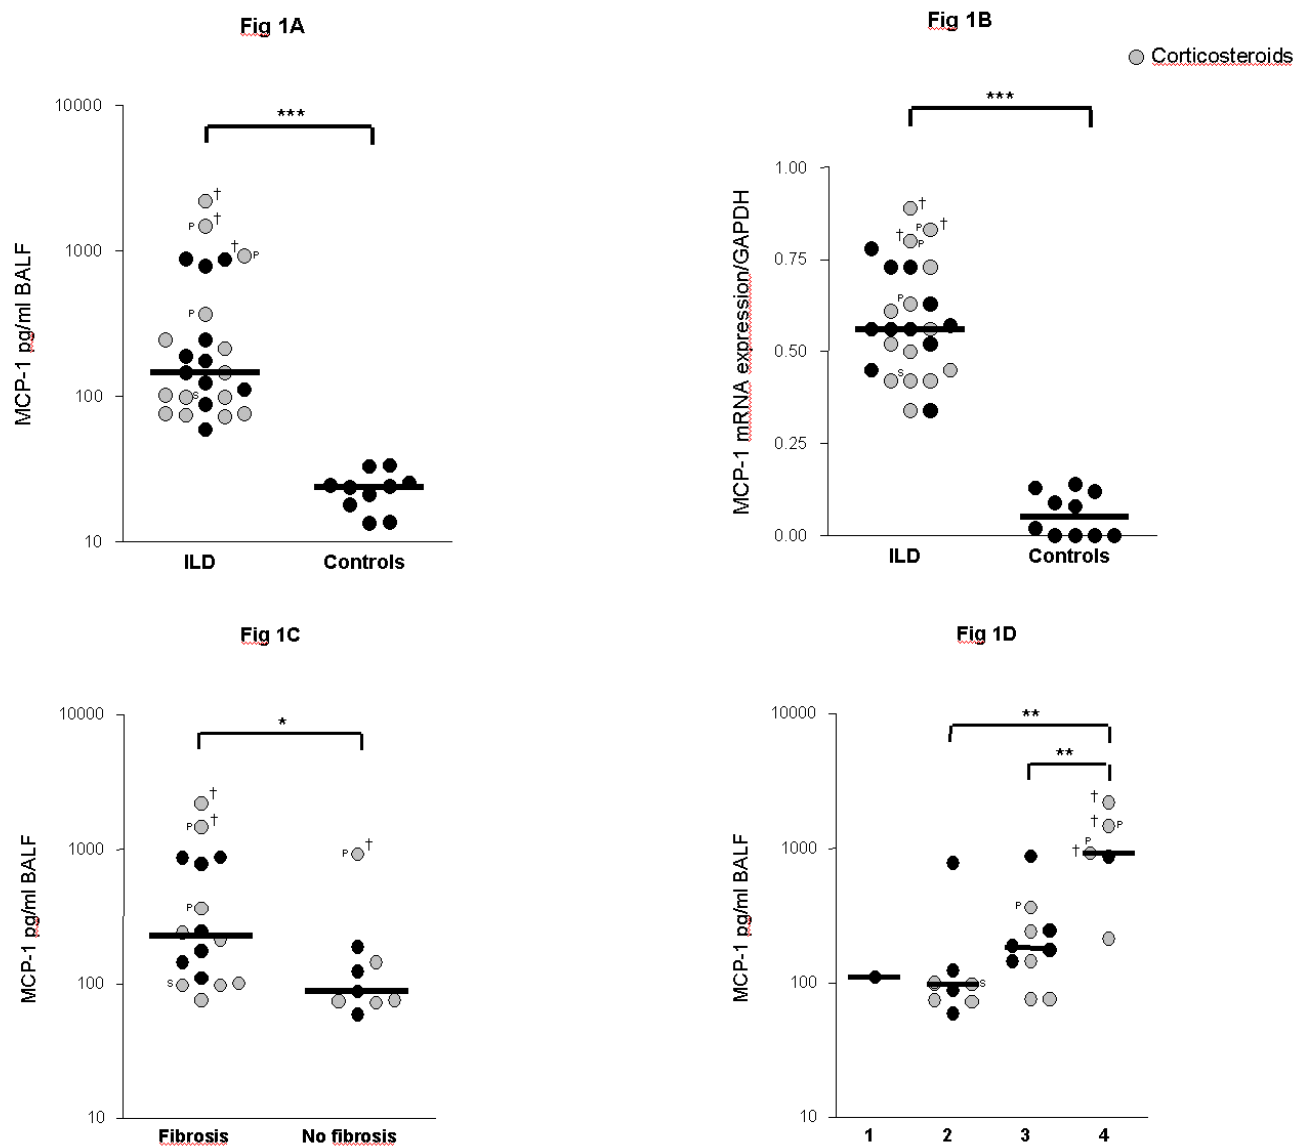 Fig 1A
Fig 1B
Corticosteroids
MCP-1 pg/ml BALF
10000
1000
100
10
***
†
P
†
†
P
P
S
ILD
Controls
MCP-1 mRNA expression/GAPDH
1.00
0.75
0.50
0.25
0.00
***
†
P
†
†
P
P
S
ILD
Controls
Fig 1C
Fig 1D
MCP-1 pg/ml BALF
10000
1000
100
10
*
†
P
†
P
†
P
S
Fibrosis
No fibrosis
MCP-1 pg/ml BALF
10000
1000
100
10
**
**
†
†
P
P
†
P
S
1
2
3
4